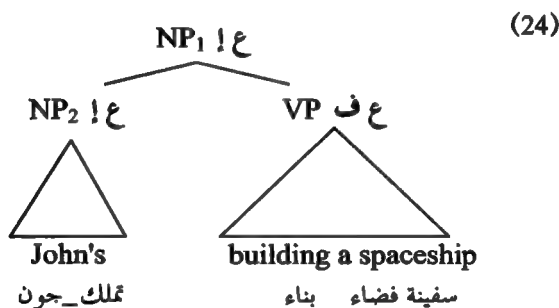 (24)
NP₁ ع إ
NP₂ ع إ VP ع ف
John's building a spaceship
تملك_جون بناء سفينة فضاء